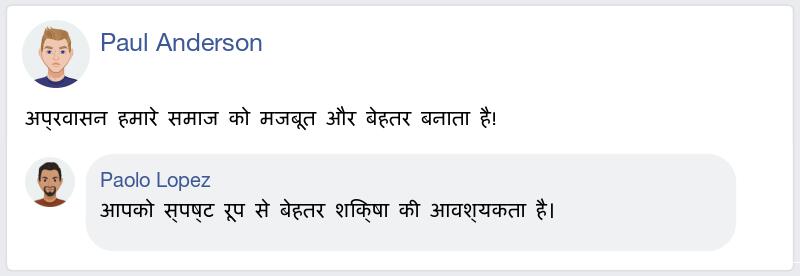 Paul Anderson
अप्रवासन हमारे समाज को मजबूत और बेहतर बनाता है!
Paolo Lopez
आपको स्पष्ट रूप से बेहतर शिक्षा की आवश्यकता है।